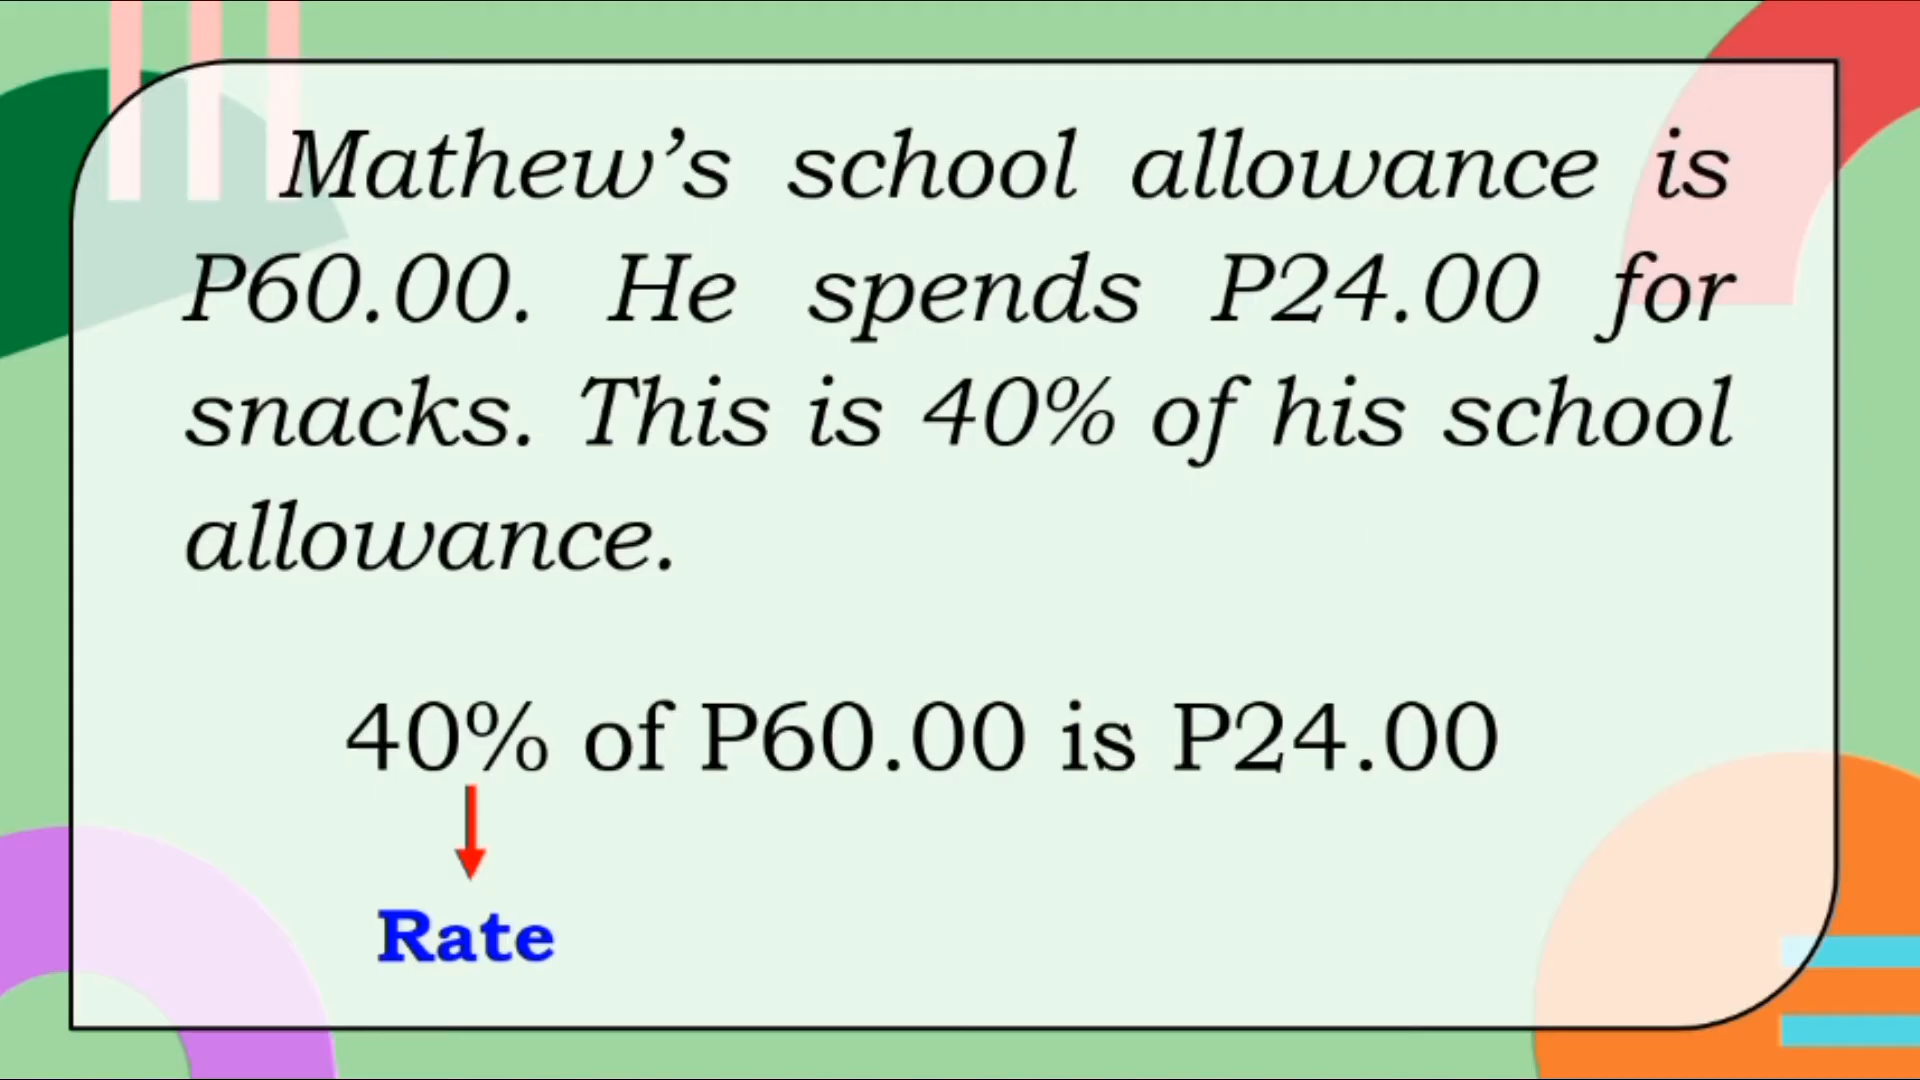 Mathew’s school allowance is
P60.00. He spends P24.00 for
snacks. This is 40% of his school
allowance.
40% of P60.00 is P24.00
Rate